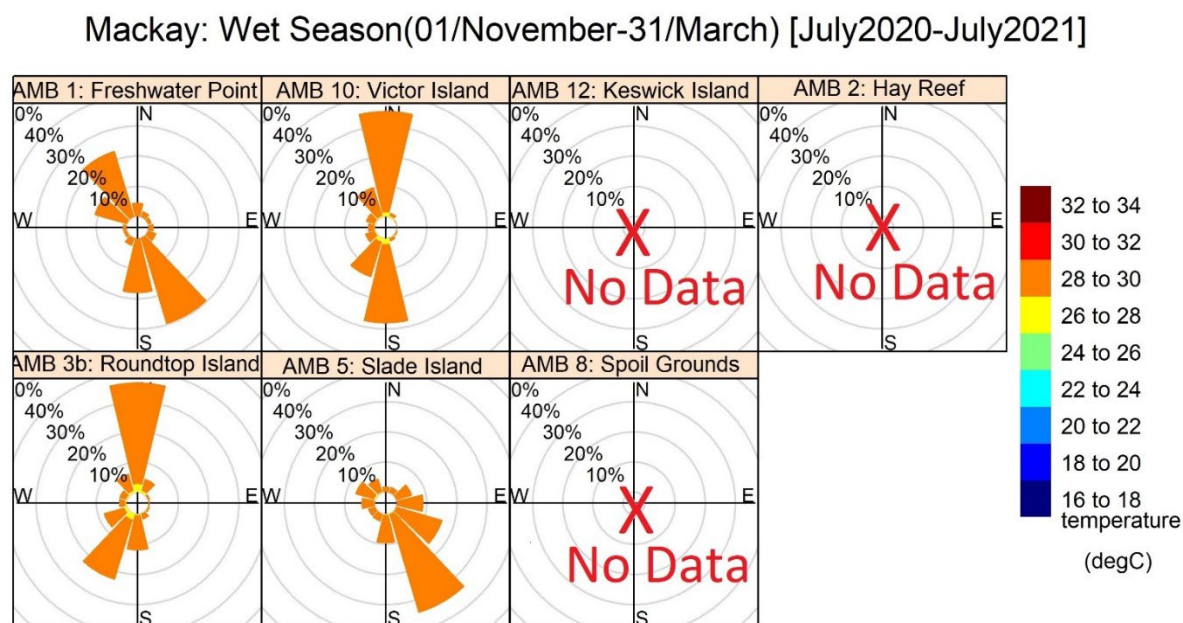 Mackay: Wet Season(01/November-31/March) [July2020-July2021]
AMB 1: Freshwater Point
N
0%
40%
30%
20%
10%
W
E
S
AMB 10: Victor Island
N
0%
40%
30%
20%
10%
W
E
S
AMB 12: Keswick Island
N
0%
40%
30%
20%
10%
W
E
X
No Data
S
AMB 2: Hay Reef
N
0%
40%
30%
20%
10%
W
E
X
No Data
S
AMB 3b: Roundtop Island
0%
40%
30%
20%
10%
W
E
S
AMB 5: Slade Island
N
0%
40%
30%
20%
10%
W
E
S
AMB 8: Spoil Grounds
N
0%
40%
30%
20%
10%
W
E
X
No Data
S
32 to 34
30 to 32
28 to 30
26 to 28
24 to 26
22 to 24
20 to 22
18 to 20
16 to 18
temperature
(degC)